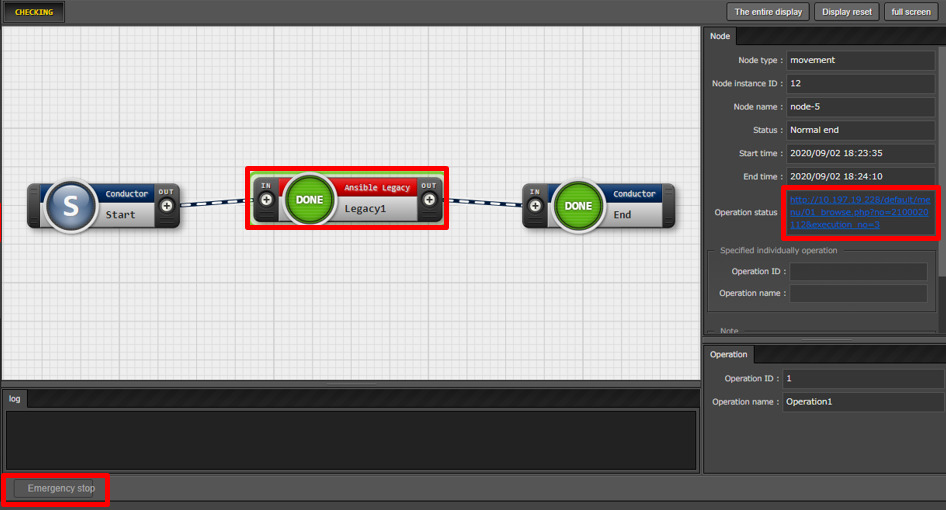 CHECKING
The entire display
Display reset
full screen
Node
Node type : movement
Node instance ID : 12
Node name : node-5
Status : Normal end
Start time : 2020/09/02 18:23:35
End time : 2020/09/02 18:24:10
Operation status
http://10.197.19.228/default/me
nu/01_browse.php?no=2100020
112&execution_no=3
Specified individually operation
Operation ID :
Operation name :
Note
S
Conductor
Start
OUT
IN
DONE
Ansible Legacy
Legacy1
OUT
IN
DONE
Conductor
End
Operation
Operation ID : 1
Operation name : Operation1
log
Emergency stop